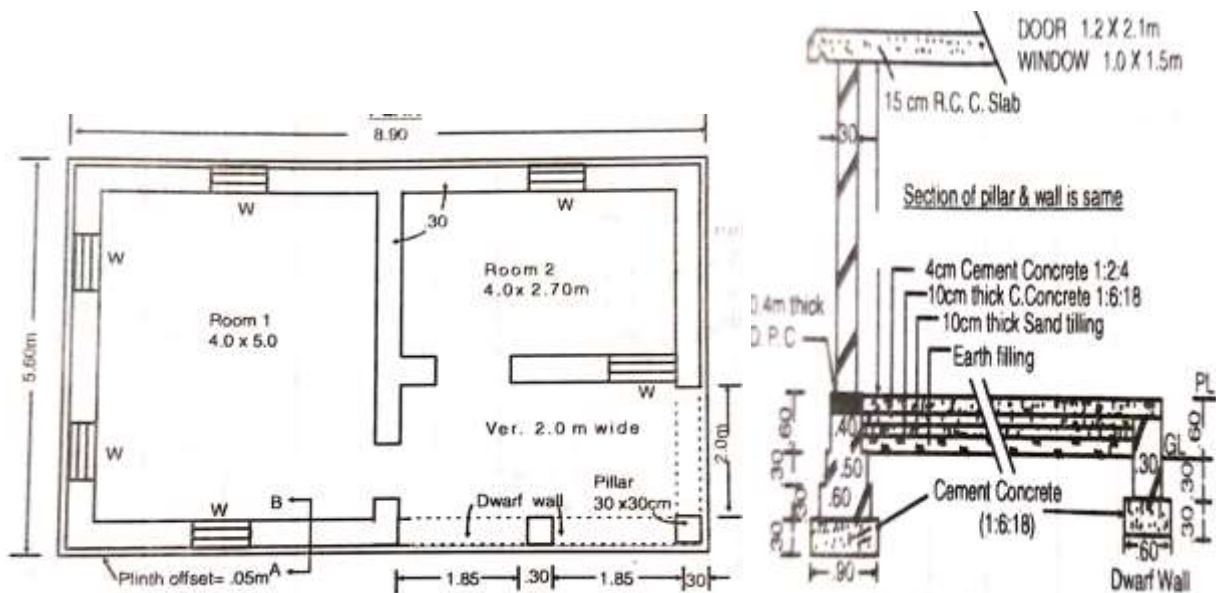 8.90
5.60m
W
W
.30
W
Room 2
4.0x 2.70m
Room 1
4.0 x 5.0
W
W
Ver. 2.0 m wide
2.0m
Pillar
30 x30cm
B
W
Dwarf wall
Plinth offset= .05m
A
1.85
.30
1.85
30
DOOR 1.2 X 2.1m
WINDOW 1.0 X 1.5m
15 cm R.C. C. Slab
30
Section of pillar & wall is same
4cm Cement Concrete 1:2:4
10cm thick C.Concrete 1:6:18
10cm thick Sand tilling
Earth filling
0.4m thick
D. P. C
PL
.60
.40
.60
GL
.30
.50
.30
.30
30
.60
Cement Concrete
(1:6:18)
.30
30
.90
.60
Dwarf Wall